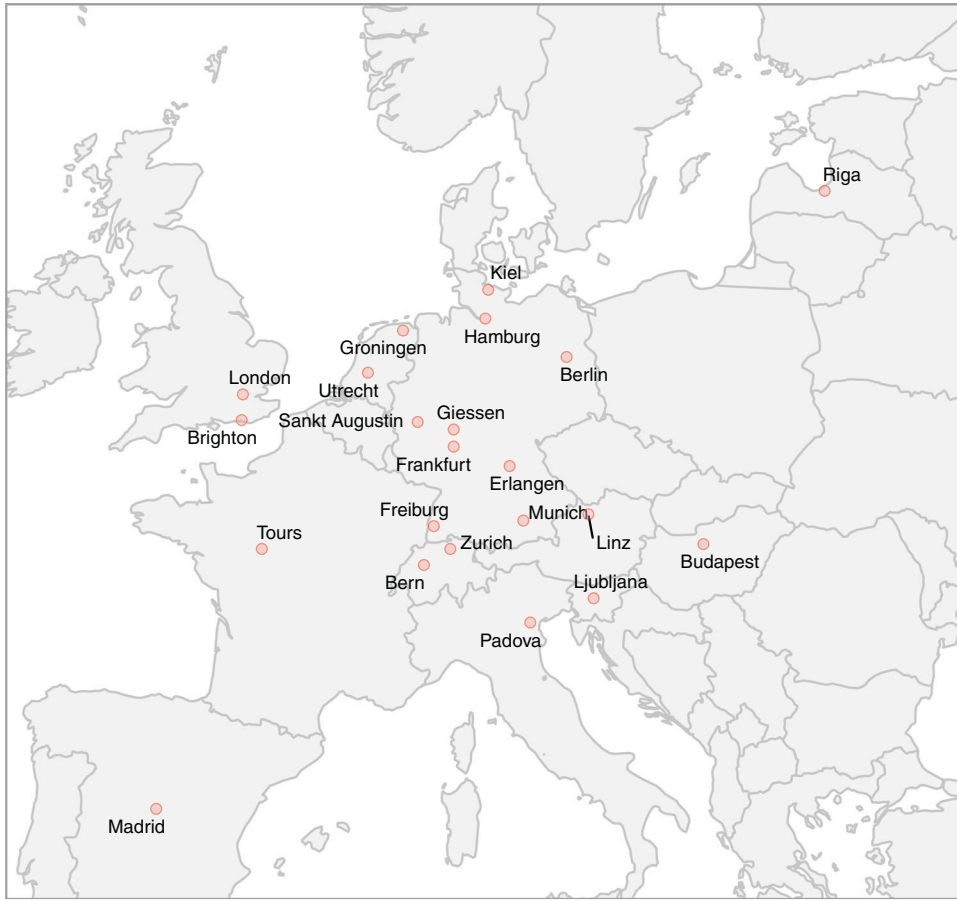 Riga
Kiel
Hamburg
Groningen
Berlin
Utrecht
London
Brighton
Sankt Augustin
Giessen
Frankfurt
Erlangen
Freiburg
Munich
Tours
Zurich
Linz
Bern
Budapest
Ljubljana
Padova
Madrid